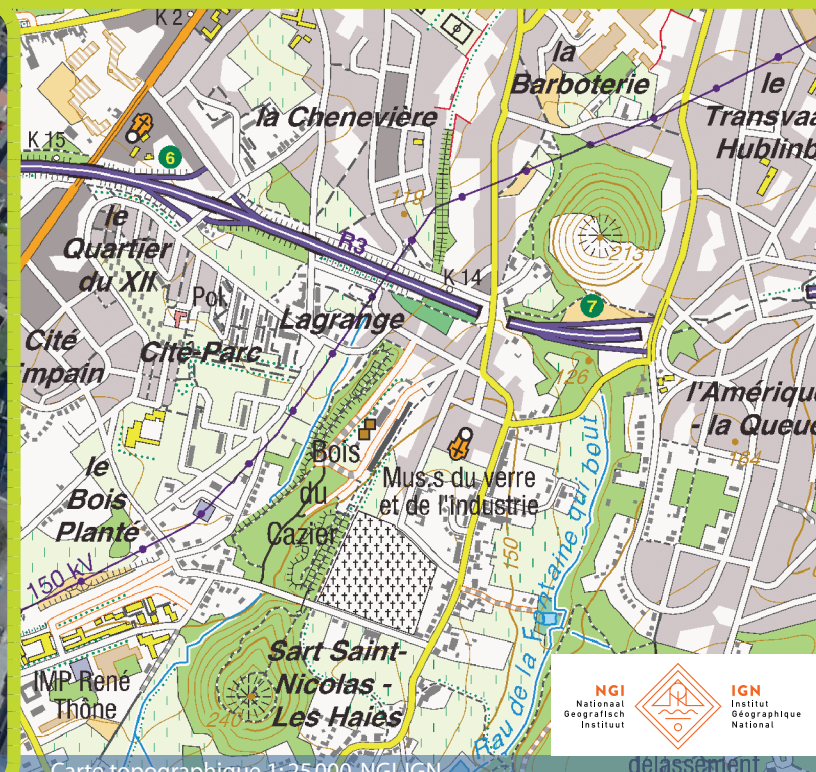 K 2
la
Barboterie
le
Transvaa
Hublinb
la Chenevière
K 15
6
119
R3
213
le
Quartier
du XII
K 14
Pol.
7
Lagrange
Cité
Empain
Cité-Parc
126
l'Amérique
- la Queue
184
Bois
du
Cazier
Mus.s du verre
et de l'industrie
le
Bois
Planté
150
150 kV
Rau de la Fontaine qui bout
Sart Saint-
Nicolas -
Les Haies
IMP René
Thône
240
NGI
Nationaal
Geografisch
Instituut
IGN
Institut
Géographique
National
délassement
Carte topographique 1:25 000 NGI-IGN